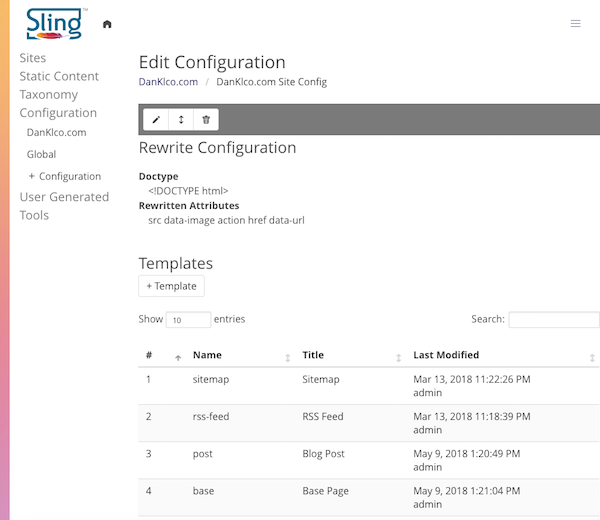 Sling™
Sites
Static Content
Taxonomy
Configuration
DanKlco.com
Global
+ Configuration
User Generated
Tools
Edit Configuration
DanKlco.com / DanKlco.com Site Config
Rewrite Configuration
Doctype
<!DOCTYPE html>
Rewritten Attributes
src data-image action href data-url
Templates
+ Template
Show 10 entries Search:
# Name Title Last Modified
1 sitemap Sitemap Mar 13, 2018 11:22:26 PM
admin
2 rss-feed RSS Feed Mar 13, 2018 11:18:39 PM
admin
3 post Blog Post May 9, 2018 1:20:49 PM
admin
4 base Base Page May 9, 2018 1:21:04 PM
admin